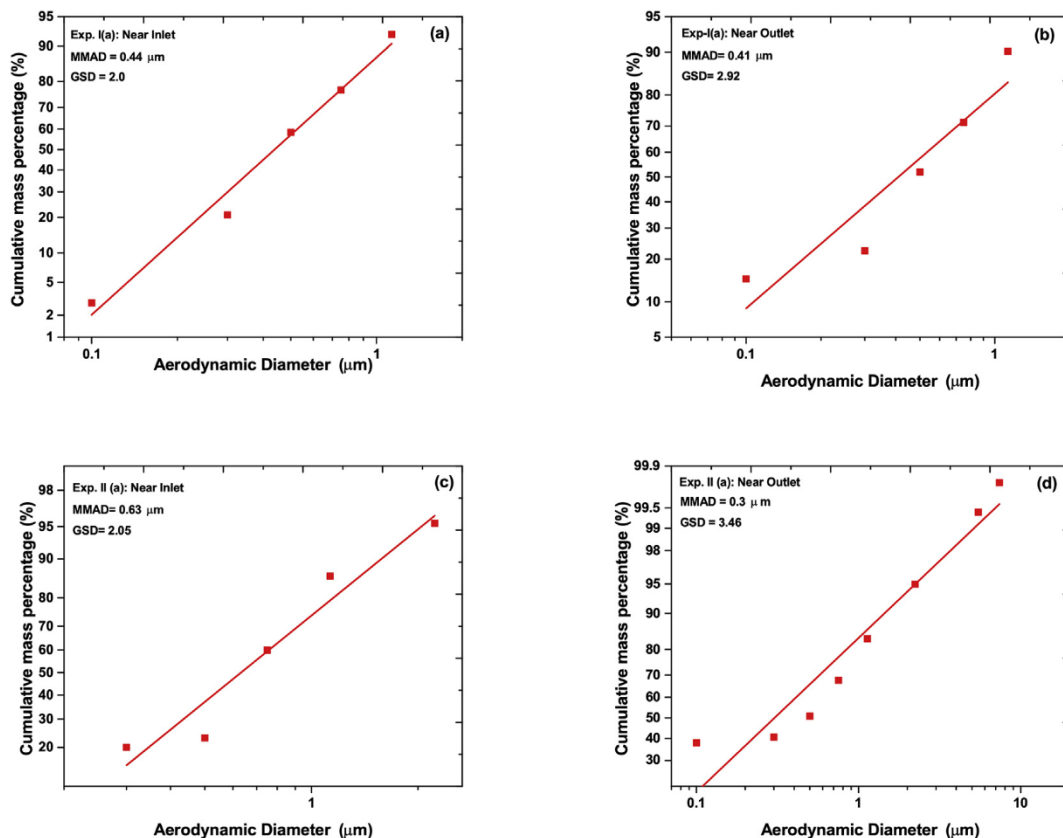 (a)
Exp. I(a): Near Inlet
MMAD = 0.44 μm
GSD = 2.0
95
90
80
70
60
50
40
30
20
10
5
2
1
Cumulative mass percentage (%)
0.1
1
Aerodynamic Diameter (μm)
(b)
Exp-I(a): Near Outlet
MMAD= 0.41 μm
GSD= 2.92
95
90
80
70
60
50
40
30
20
10
5
Cumulative mass percentage (%)
0.1
1
Aerodynamic Diameter (μm)
(c)
Exp. II (a): Near Inlet
MMAD= 0.63 μm
GSD= 2.05
98
95
90
80
70
60
50
40
30
20
Cumulative mass percentage (%)
1
Aerodynamic Diameter (μm)
(d)
Exp. II (a): Near Outlet
MMAD = 0.3 μ m
GSD = 3.46
99.9
99.5
99
98
95
90
80
70
60
50
40
30
Cumulative mass percentage (%)
0.1
1
10
Aerodynamic Diameter (μm)